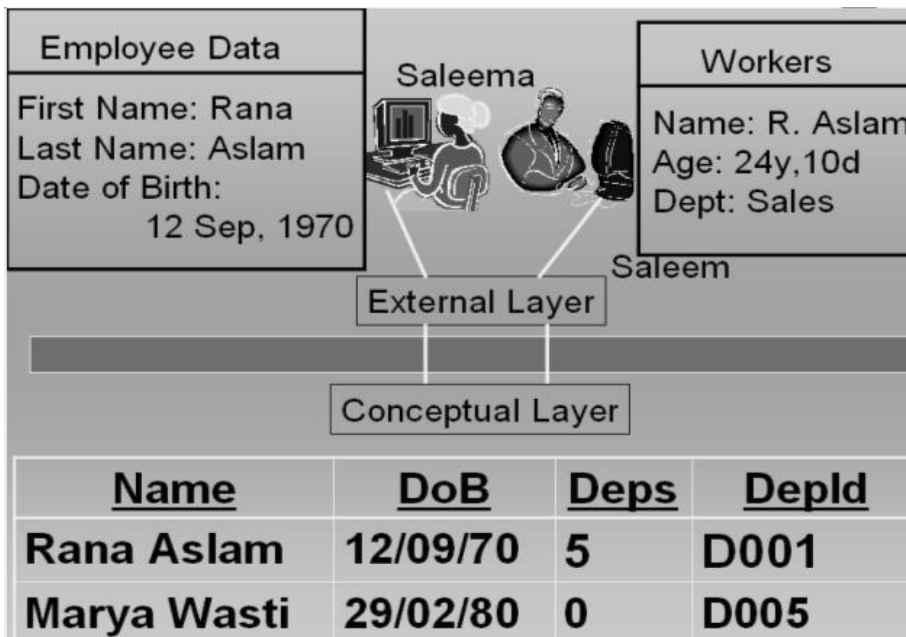 Employee Data
First Name: Rana
Last Name: Aslam
Date of Birth:
12 Sep, 1970
Saleema
Workers
Name: R. Aslam
Age: 24y,10d
Dept: Sales
Saleem
External Layer
Conceptual Layer
Name DoB Deps DepId
Rana Aslam 12/09/70 5 D001
Marya Wasti 29/02/80 0 D005